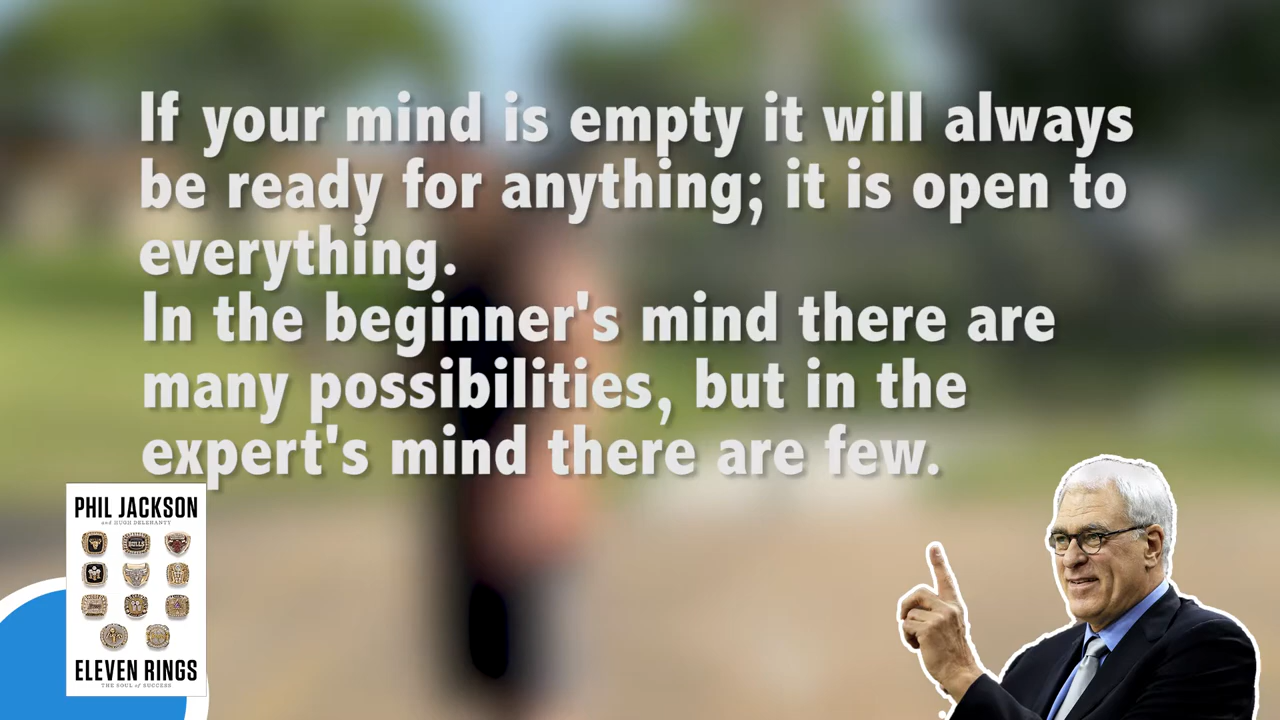 If your mind is empty it will always
be ready for anything; it is open to
everything.
In the beginner's mind there are
many possibilities, but in the
expert's mind there are few.
PHIL JACKSON
and HUGH DELEHANTY
BULLS
ELEVEN RINGS
THE SOUL of SUCCESS